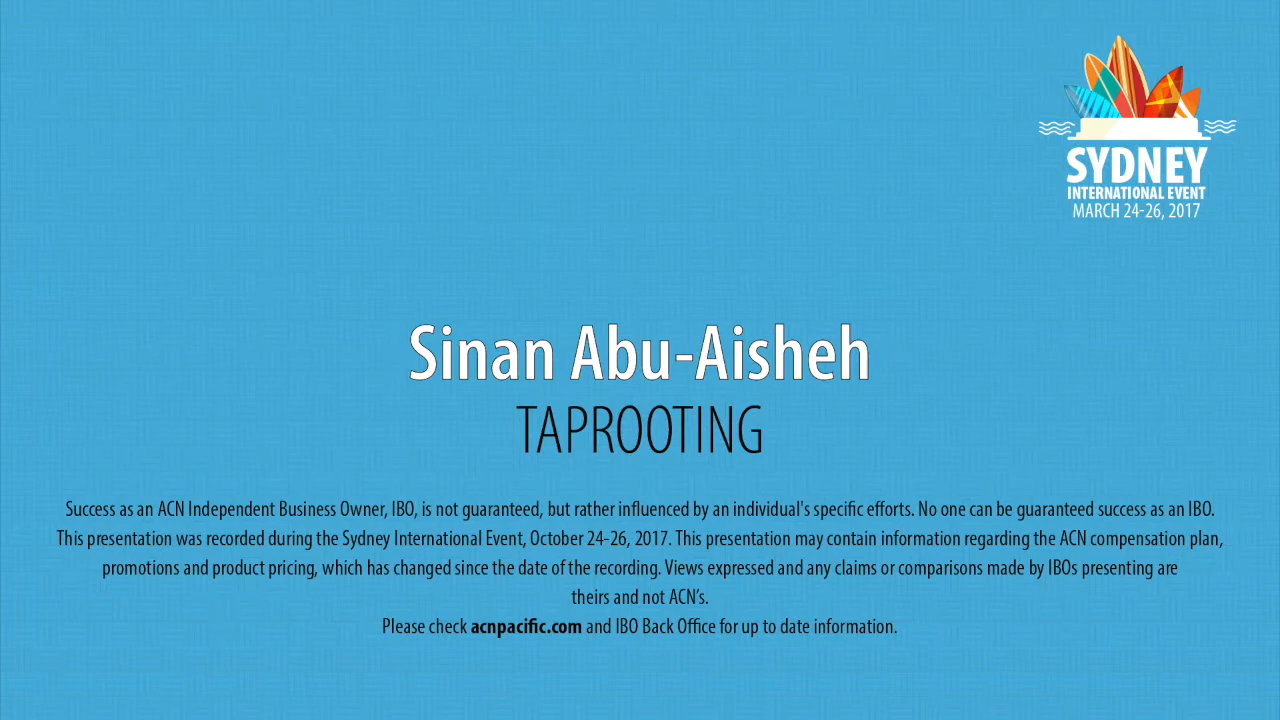 SYDNEY
INTERNATIONAL EVENT
MARCH 24-26, 2017
Sinan Abu-Aisheh
TAPROOTING
Success as an ACN Independent Business Owner, IBO, is not guaranteed, but rather influenced by an individual's specific efforts. No one can be guaranteed success as an IBO.
This presentation was recorded during the Sydney International Event, October 24-26, 2017. This presentation may contain information regarding the ACN compensation plan,
promotions and product pricing, which has changed since the date of the recording. Views expressed and any claims or comparisons made by IBOs presenting are
theirs and not ACN’s.
Please check acnpacific.com and IBO Back Office for up to date information.